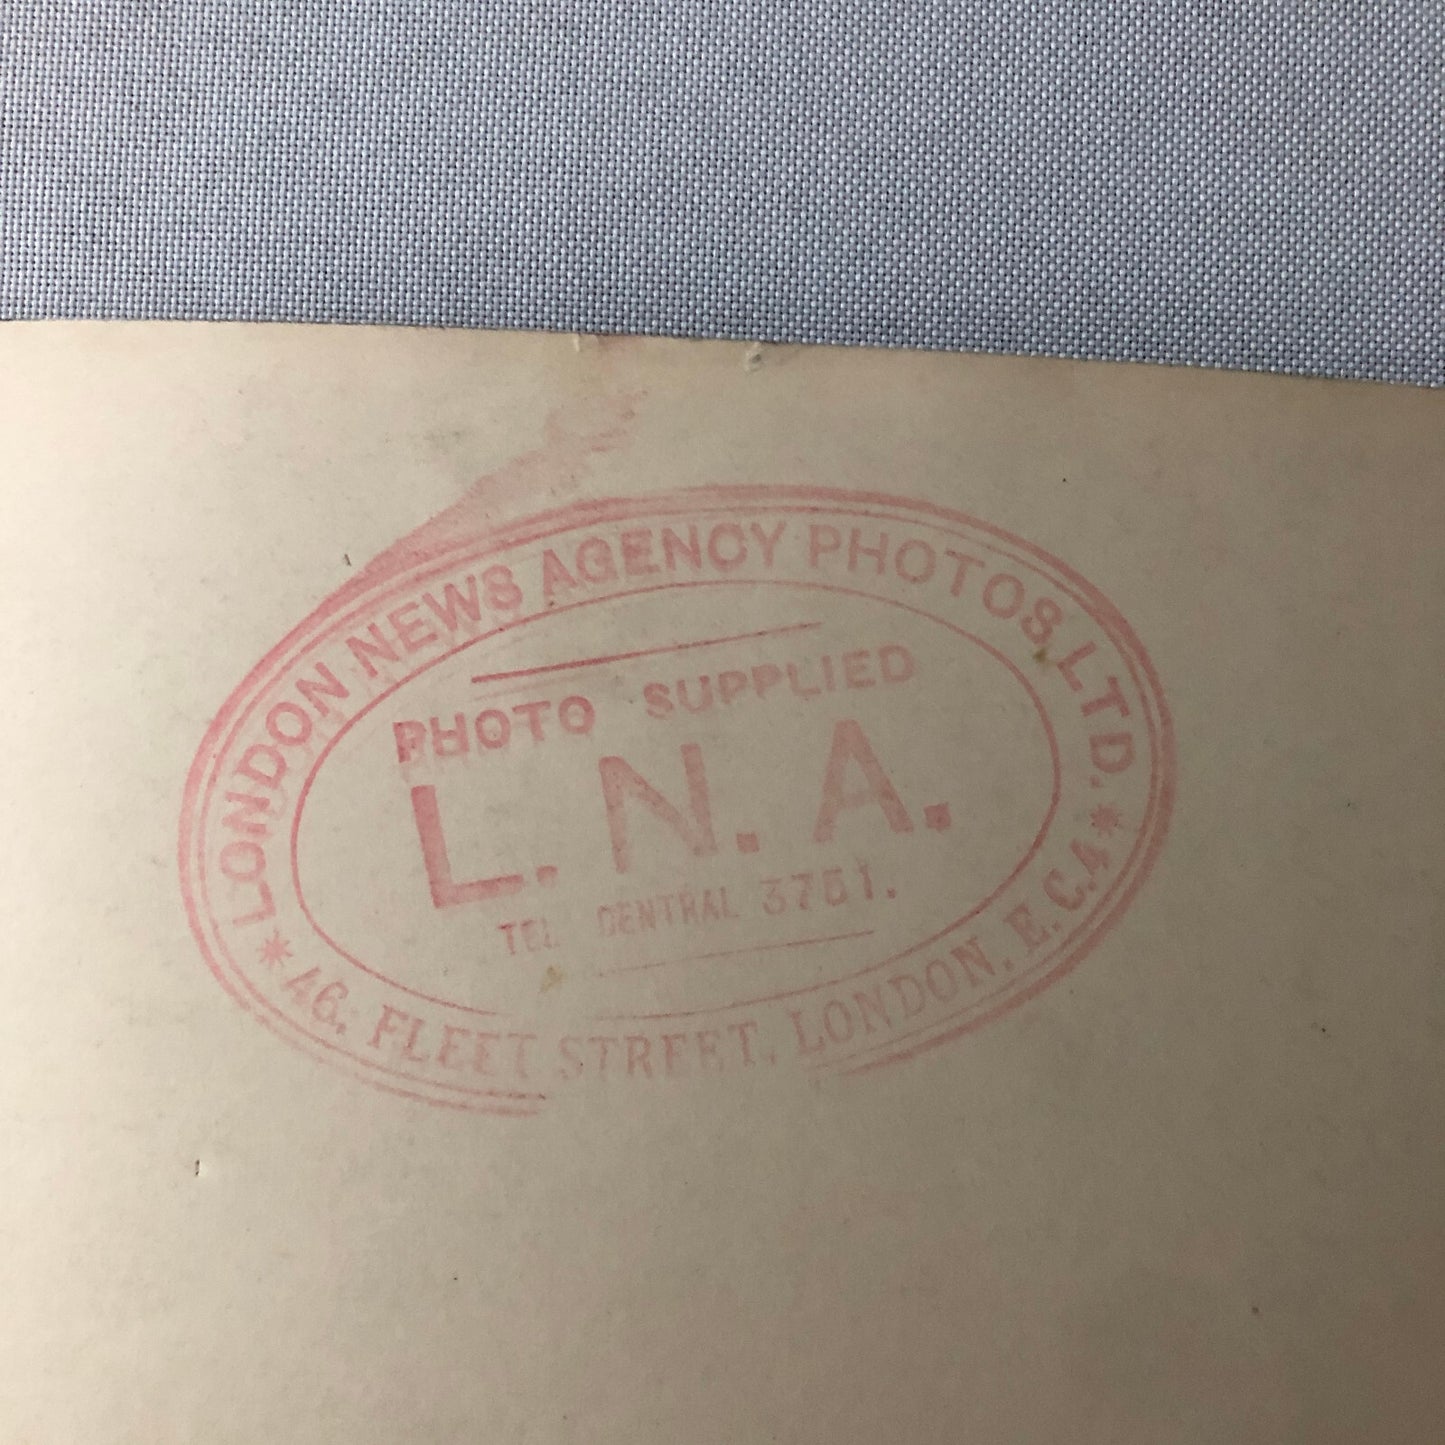 LONDON NEWS AGENCY PHOTOS, LTD.
PHOTO SUPPLIED
L. N. A.
TEL. CENTRAL 3751.
46, FLEET STREET, LONDON, E.C.4